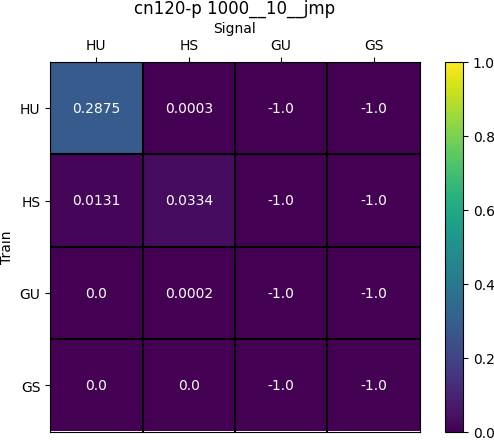 cn120-p 1000__10__jmp
Signal
HU HS GU GS
HU 0.2875 0.0003 -1.0 -1.0
HS 0.0131 0.0334 -1.0 -1.0
GU 0.0 0.0002 -1.0 -1.0
GS 0.0 0.0 -1.0 -1.0
Train
1.0
0.8
0.6
0.4
0.2
0.0